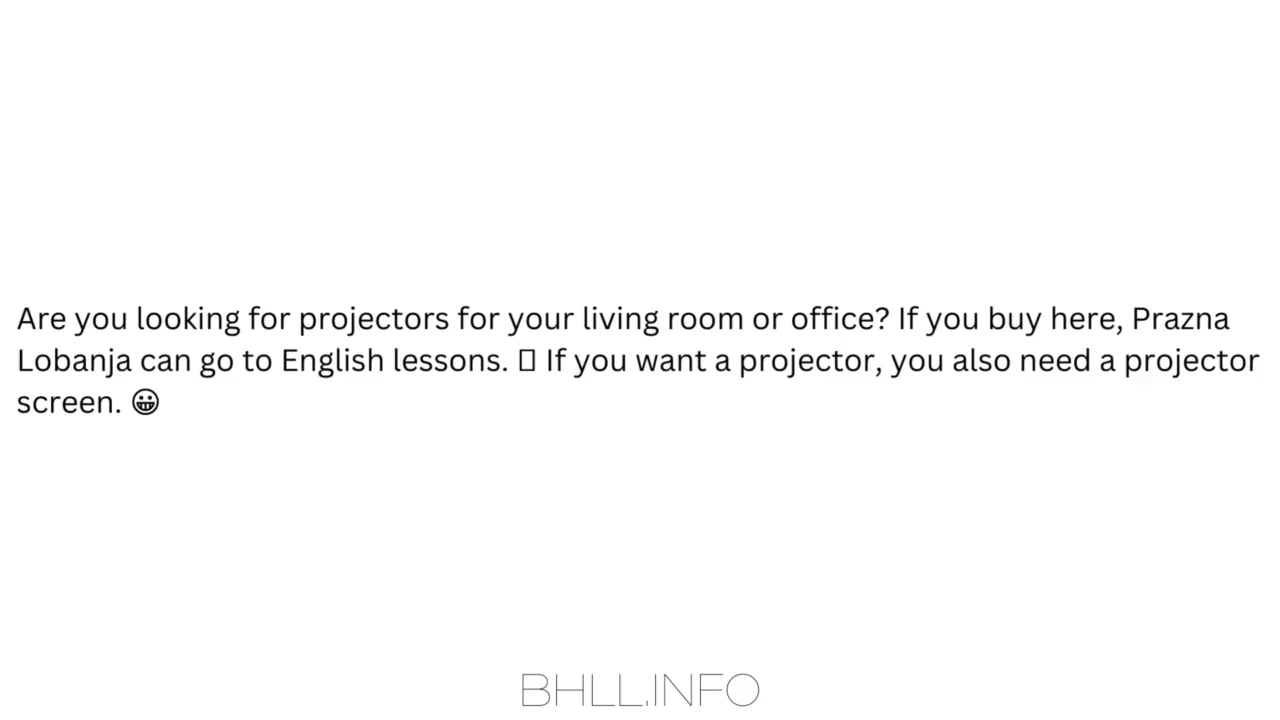 Are you looking for projectors for your living room or office? If you buy here, Prazna
Lobanja can go to English lessons. ▯ If you want a projector, you also need a projector
screen. 😀
BHLL.INFO